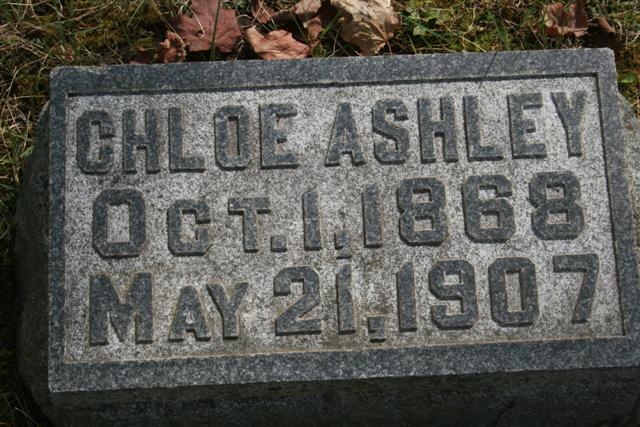 CHLOE ASHLEY
OCT. 1, 1868
MAY 21, 1907